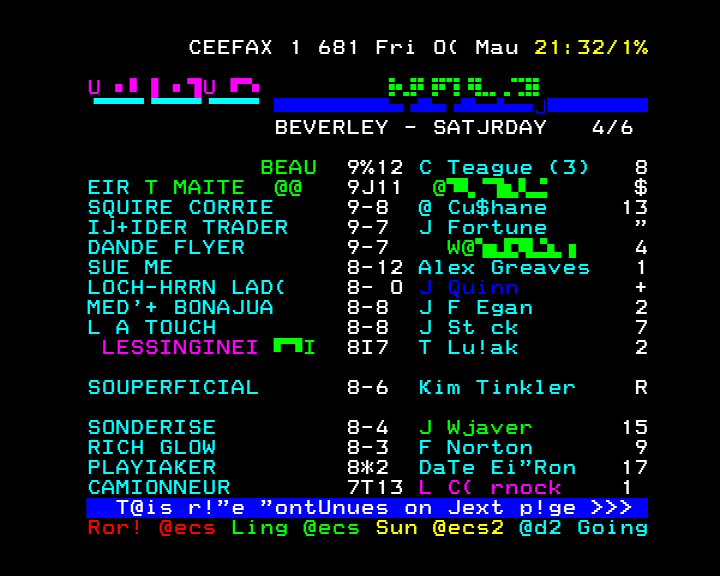 CEEFAX 1 681 Fri O( Mau 21:32/1%
U U
J
BEVERLEY - SATJRDAY 4/6
BEAU 9%12 C Teague (3) 8
EIR T MAITE @@ 9J11 @ $
SQUIRE CORRIE 9-8 @ Cu$hane 13
IJ+IDER TRADER 9-7 J Fortune "
DANDE FLYER 9-7 W@ 4
SUE ME 8-12 Alex Greaves 1
LOCH-HRRN LAD( 8- O J Quinn +
MED'+ BONAJUA 8-8 J F Egan 2
L A TOUCH 8-8 J St ck 7
LESSINGINEI I 8I7 T Lu!ak 2
SOUPERFICIAL 8-6 Kim Tinkler R
SONDERISE 8-4 J Wjaver 15
RICH GLOW 8-3 F Norton 9
PLAYIAKER 8*2 DaTe Ei"Ron 17
CAMIONNEUR 7T13 L C( rnock 1
T@is r!"e "ontUnues on Jext p!ge >>>
Ror! @ecs Ling @ecs Sun @ecs2 @d2 Going